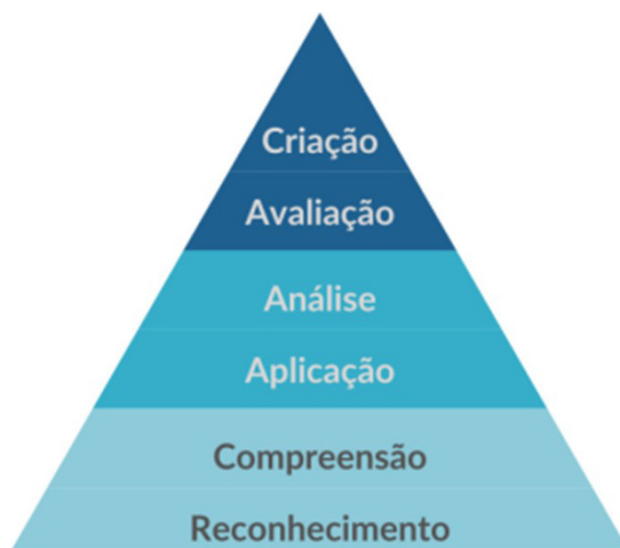 Criação
Avaliação
Análise
Aplicação
Compreensão
Reconhecimento